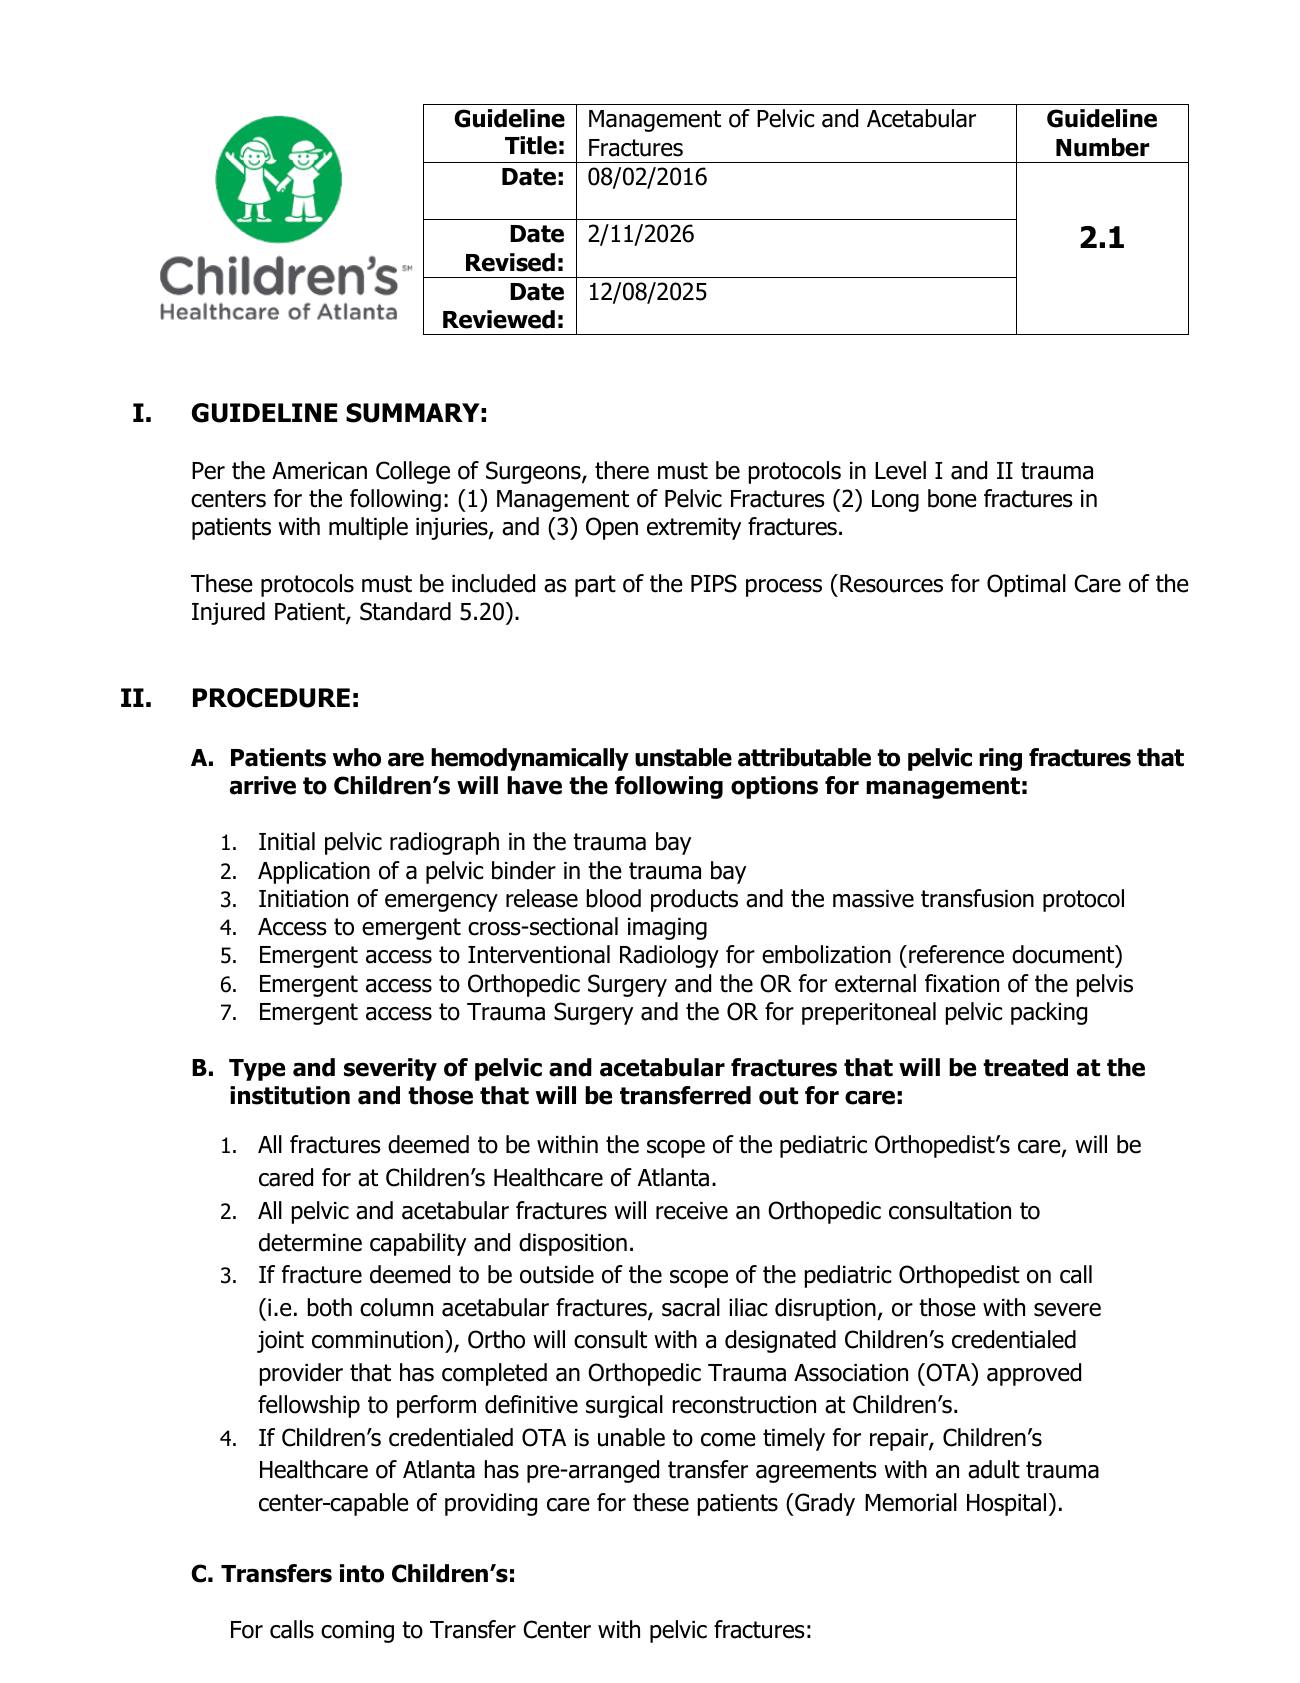 Children's SM
Healthcare of Atlanta
Guideline Title: Management of Pelvic and Acetabular Fractures
Guideline Number
Date: 08/02/2016
2.1
Date Revised: 2/11/2026
Date Reviewed: 12/08/2025
I. GUIDELINE SUMMARY:
Per the American College of Surgeons, there must be protocols in Level I and II trauma
centers for the following: (1) Management of Pelvic Fractures (2) Long bone fractures in
patients with multiple injuries, and (3) Open extremity fractures.
These protocols must be included as part of the PIPS process (Resources for Optimal Care of the
Injured Patient, Standard 5.20).
II. PROCEDURE:
A. Patients who are hemodynamically unstable attributable to pelvic ring fractures that
arrive to Children’s will have the following options for management:
1. Initial pelvic radiograph in the trauma bay
2. Application of a pelvic binder in the trauma bay
3. Initiation of emergency release blood products and the massive transfusion protocol
4. Access to emergent cross-sectional imaging
5. Emergent access to Interventional Radiology for embolization (reference document)
6. Emergent access to Orthopedic Surgery and the OR for external fixation of the pelvis
7. Emergent access to Trauma Surgery and the OR for preperitoneal pelvic packing
B. Type and severity of pelvic and acetabular fractures that will be treated at the
institution and those that will be transferred out for care:
1. All fractures deemed to be within the scope of the pediatric Orthopedist’s care, will be
cared for at Children’s Healthcare of Atlanta.
2. All pelvic and acetabular fractures will receive an Orthopedic consultation to
determine capability and disposition.
3. If fracture deemed to be outside of the scope of the pediatric Orthopedist on call
(i.e. both column acetabular fractures, sacral iliac disruption, or those with severe
joint comminution), Ortho will consult with a designated Children’s credentialed
provider that has completed an Orthopedic Trauma Association (OTA) approved
fellowship to perform definitive surgical reconstruction at Children’s.
4. If Children’s credentialed OTA is unable to come timely for repair, Children’s
Healthcare of Atlanta has pre-arranged transfer agreements with an adult trauma
center-capable of providing care for these patients (Grady Memorial Hospital).
C. Transfers into Children’s:
For calls coming to Transfer Center with pelvic fractures: